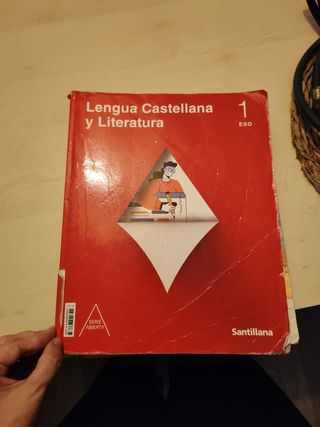 Lengua Castellana
y Literatura
1
ESO
SERIE
ABIERTA
Santillana